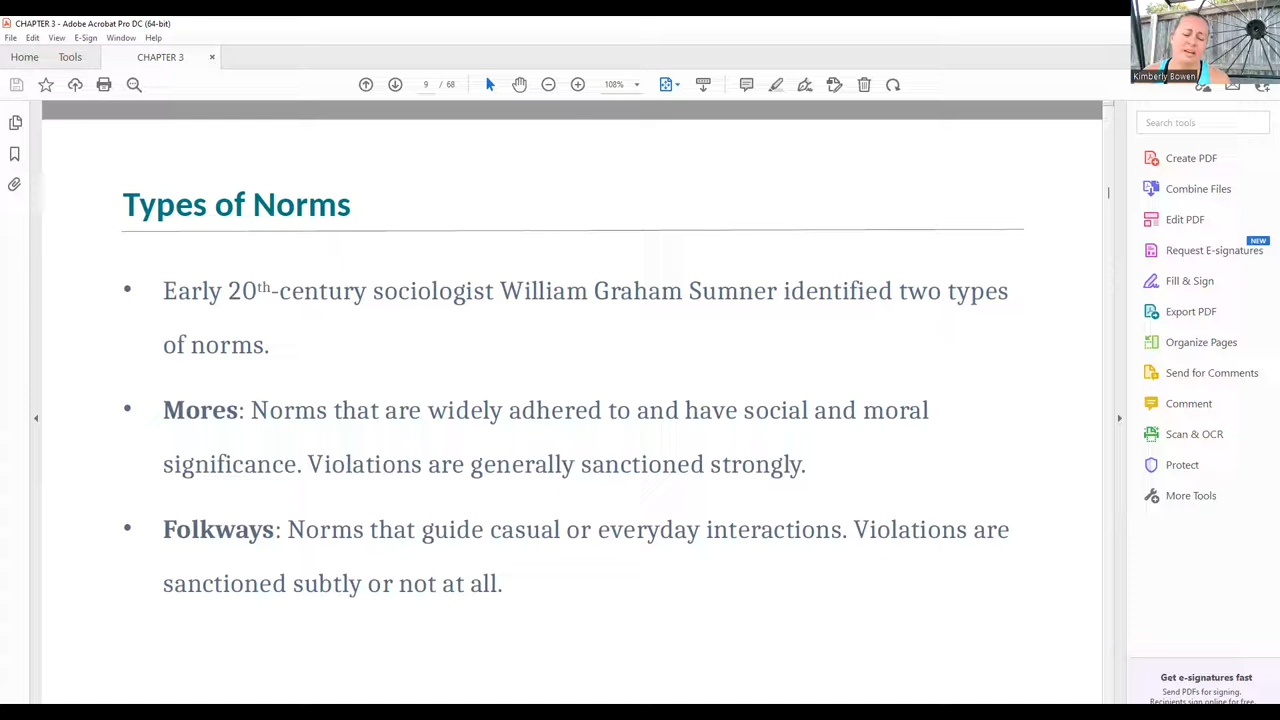 CHAPTER 3 - Adobe Acrobat Pro DC (64-bit)
File Edit View E-Sign Window Help
Home Tools CHAPTER 3 ×
9 / 68 108%
Kimberly Bowen
Types of Norms
• Early 20th-century sociologist William Graham Sumner identified two types
of norms.
• Mores: Norms that are widely adhered to and have social and moral
significance. Violations are generally sanctioned strongly.
• Folkways: Norms that guide casual or everyday interactions. Violations are
sanctioned subtly or not at all.
Search tools
Create PDF
Combine Files
Edit PDF
NEW
Request E-signatures
Fill & Sign
Export PDF
Organize Pages
Send for Comments
Comment
Scan & OCR
Protect
More Tools
Get e-signatures fast
Send PDFs for signing.
Recipients sign online for free.